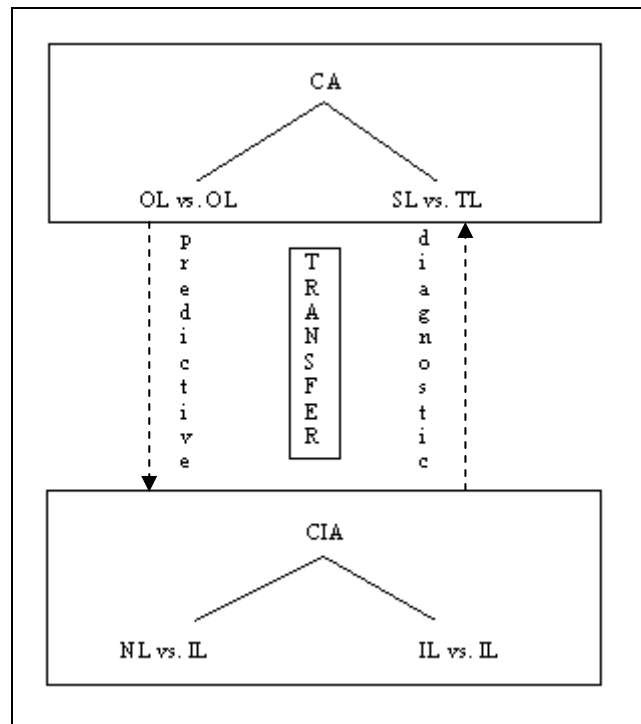 CA
OL vs. OL
SL vs. TL
predictive
TRANSFER
diagnostic
CIA
NL vs. IL
IL vs. IL